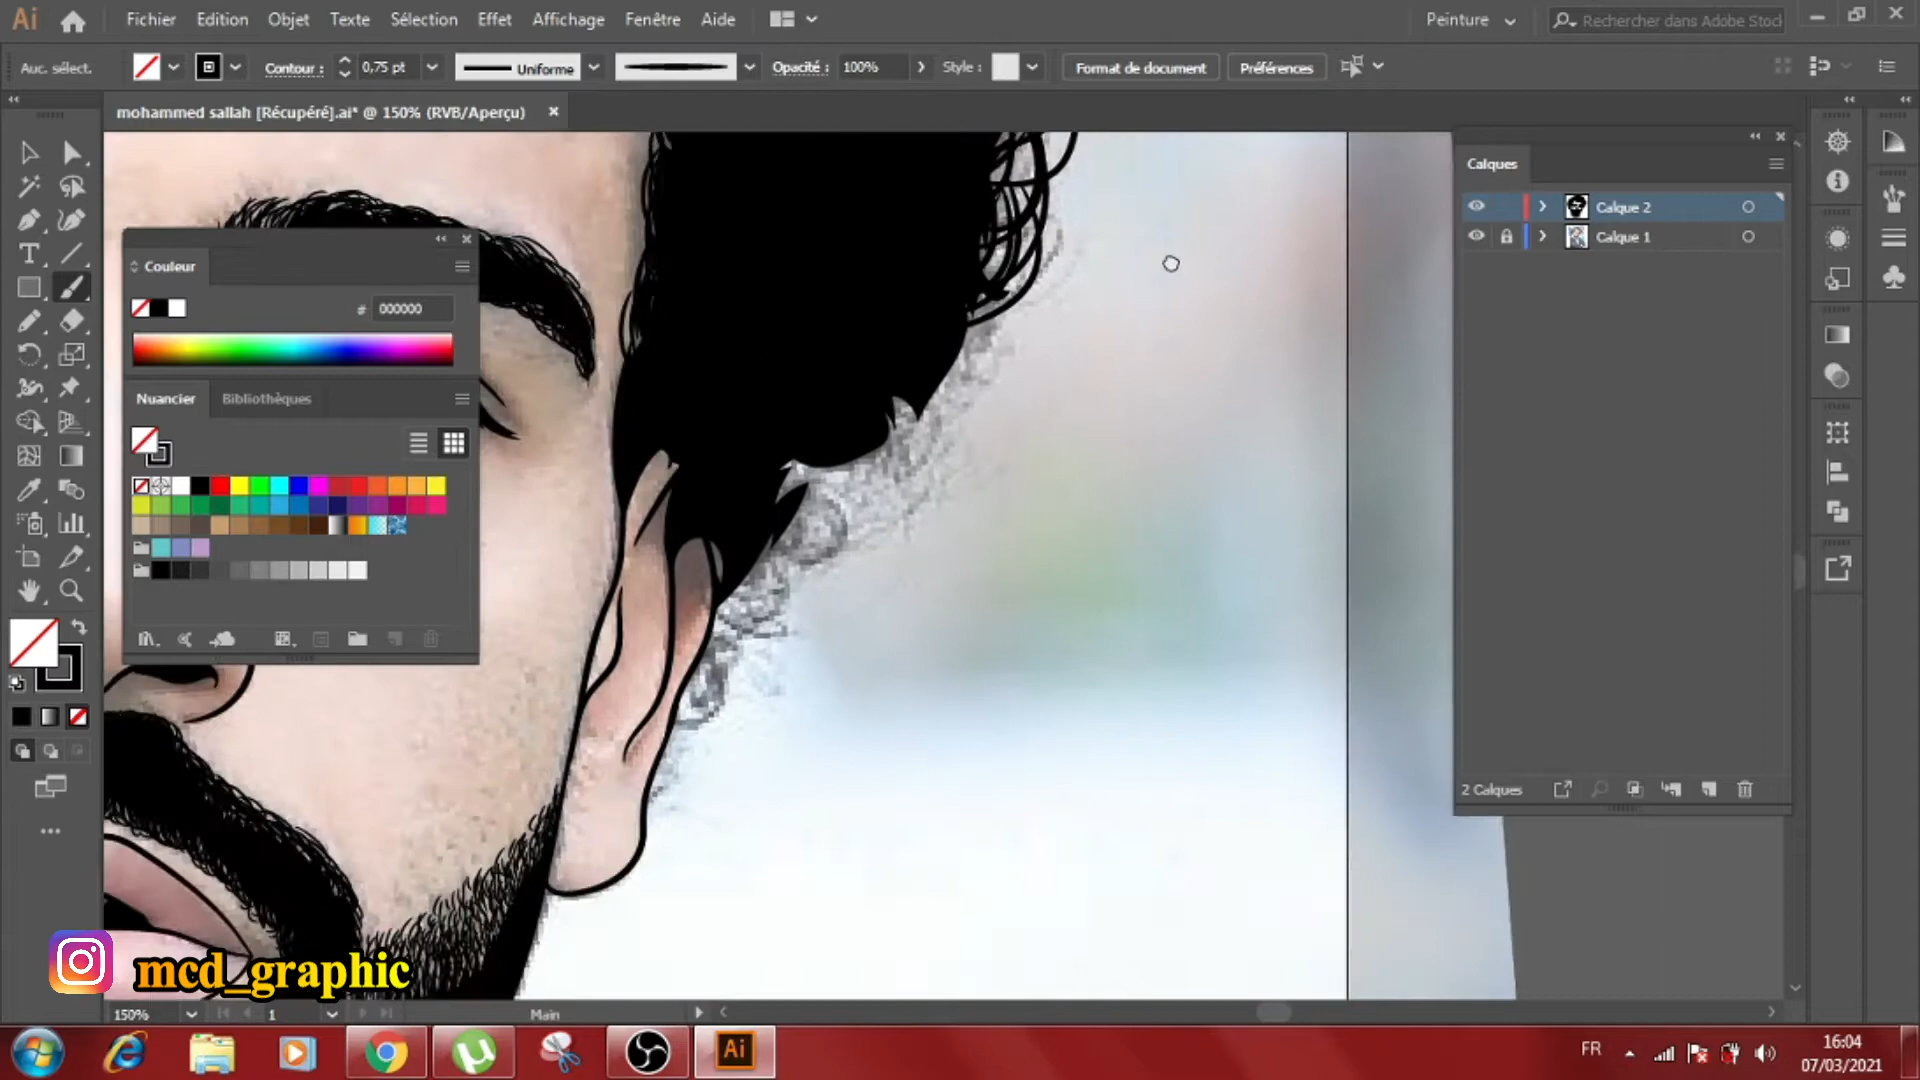 Ai Fichier Edition Objet Texte Sélection Effet Affichage Fenêtre Aide Peinture Rechercher dans Adobe Stock
Auc. sélect. Contour : 0,75 pt Uniforme Opacité : 100% Style : Format de document Préférences
mohammed sallah [Récupéré].ai* @ 150% (RVB/Aperçu)
Calques
Calque 2
Calque 1
Couleur
# 000000
Nuancier Bibliothèques
2 Calques
mcd_graphic
150% 1 Main
Ai FR 16:04
07/03/2021